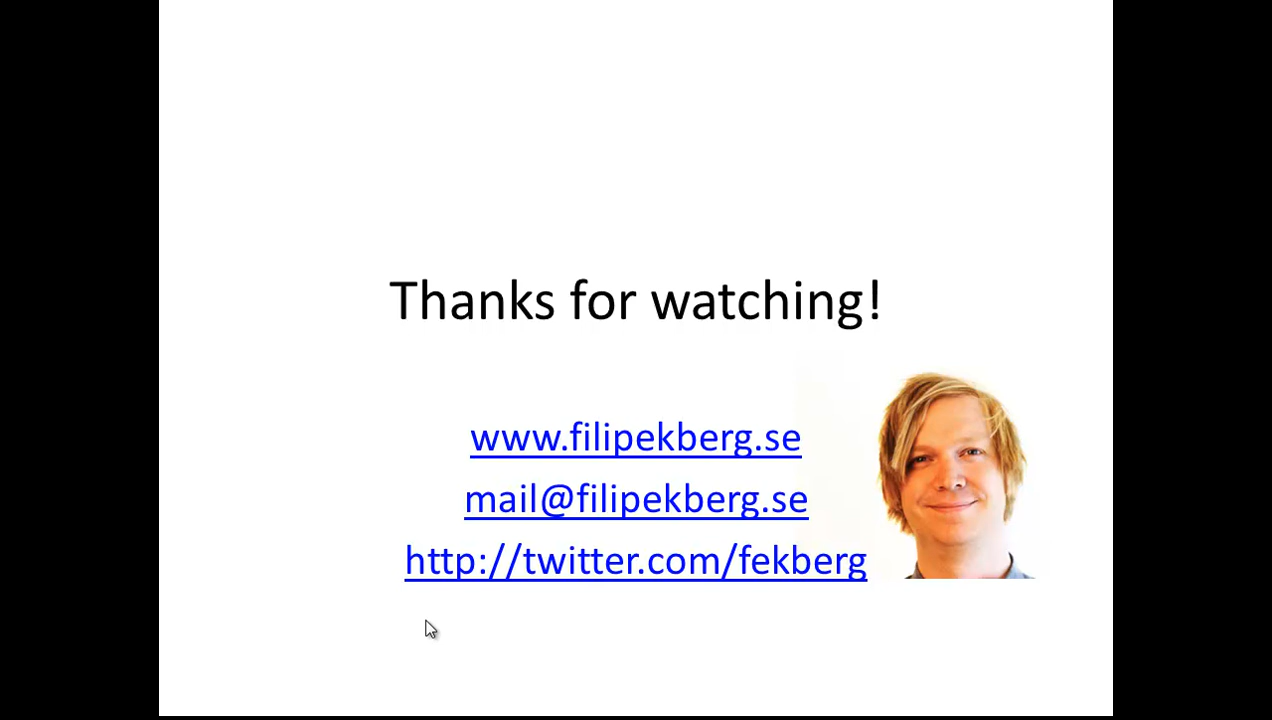 Thanks for watching!
www.filipekberg.se
mail@filipekberg.se
http://twitter.com/fekberg